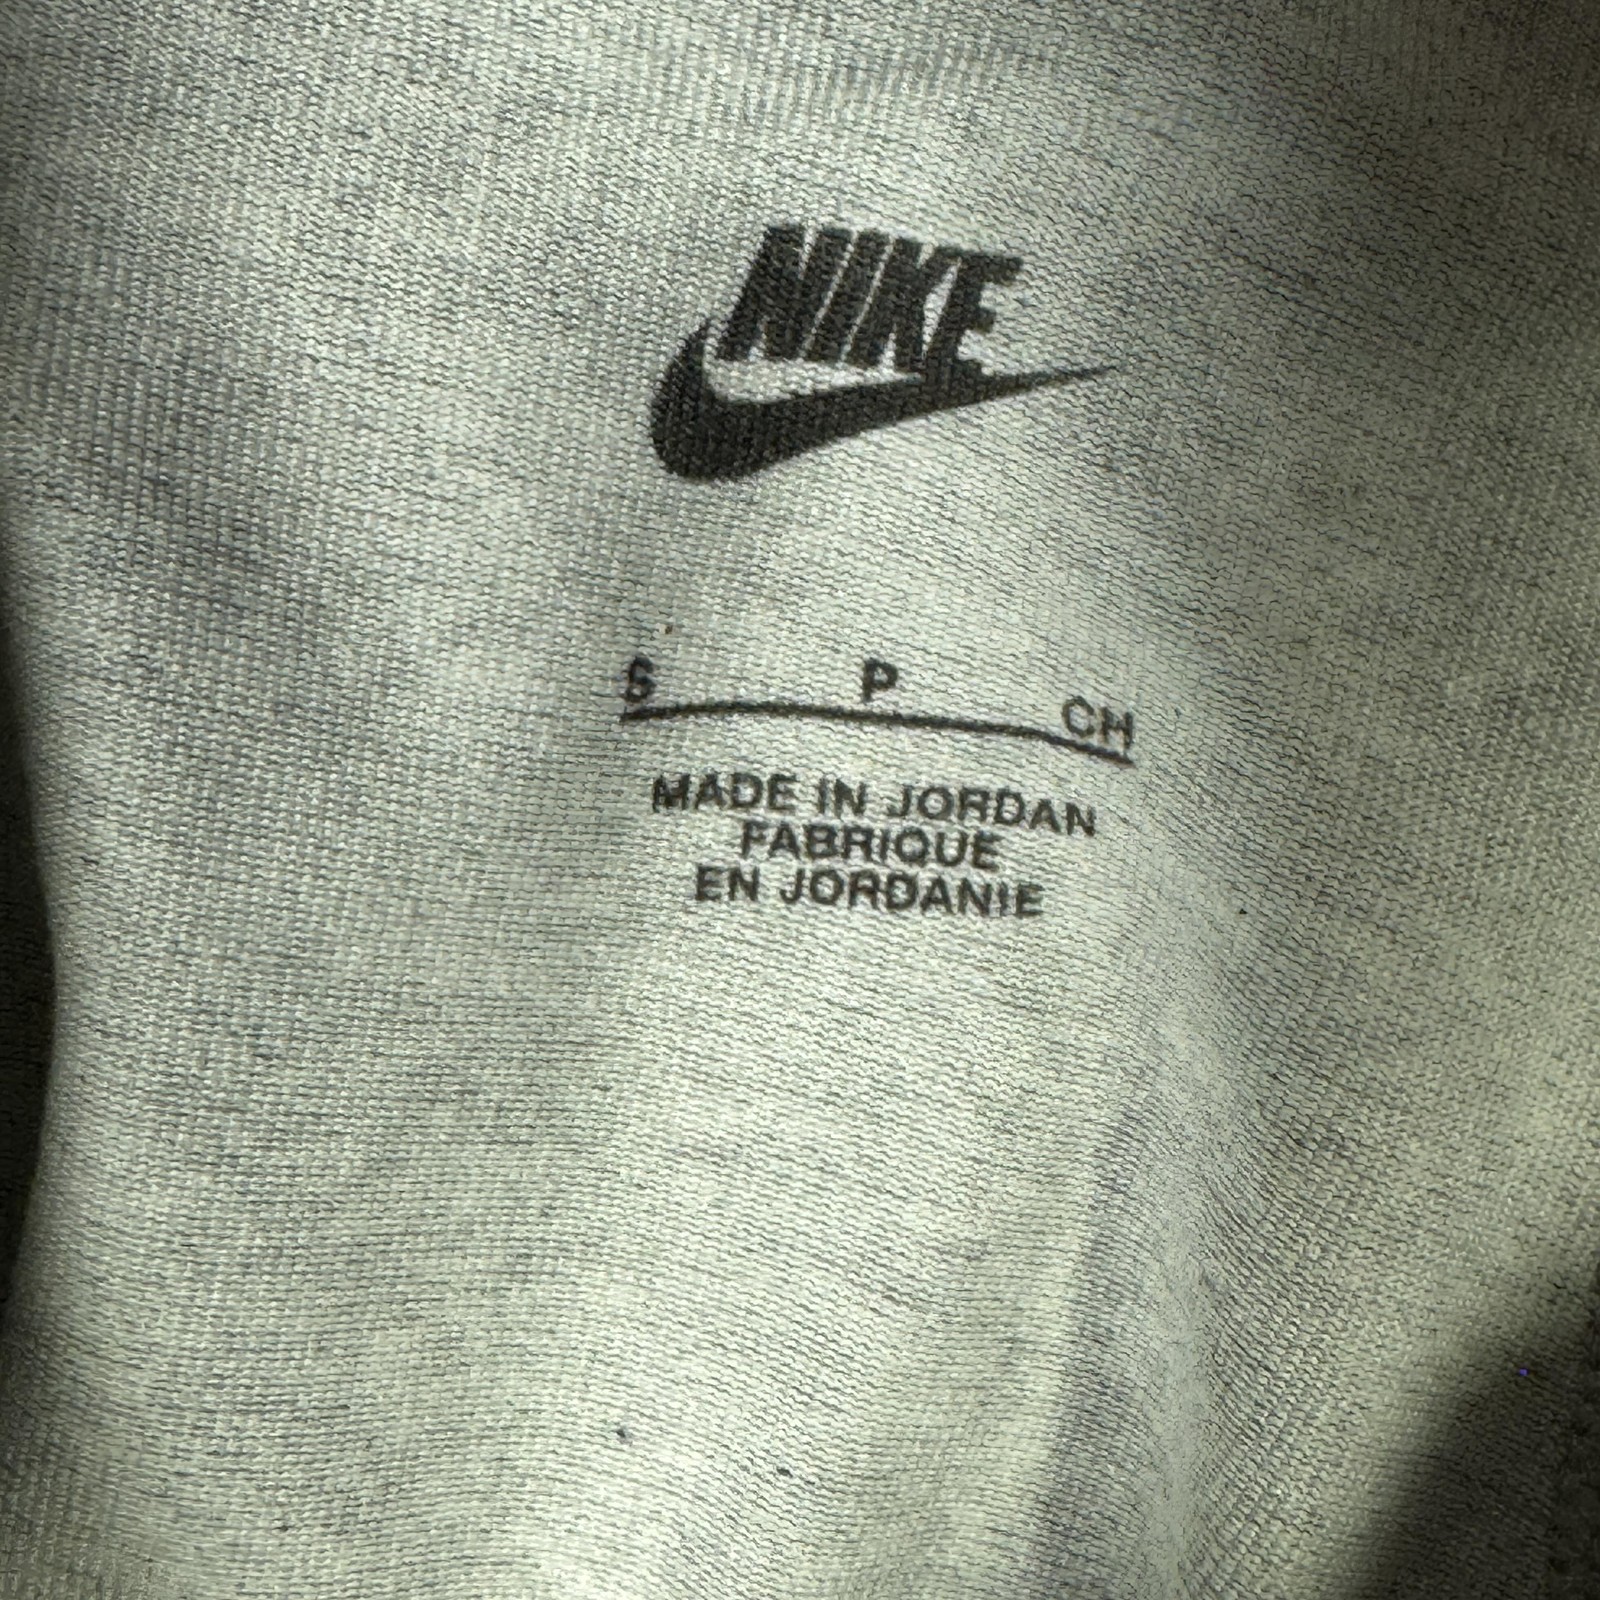 NIKE
S P CH
MADE IN JORDAN
FABRIQUE
EN JORDANIE